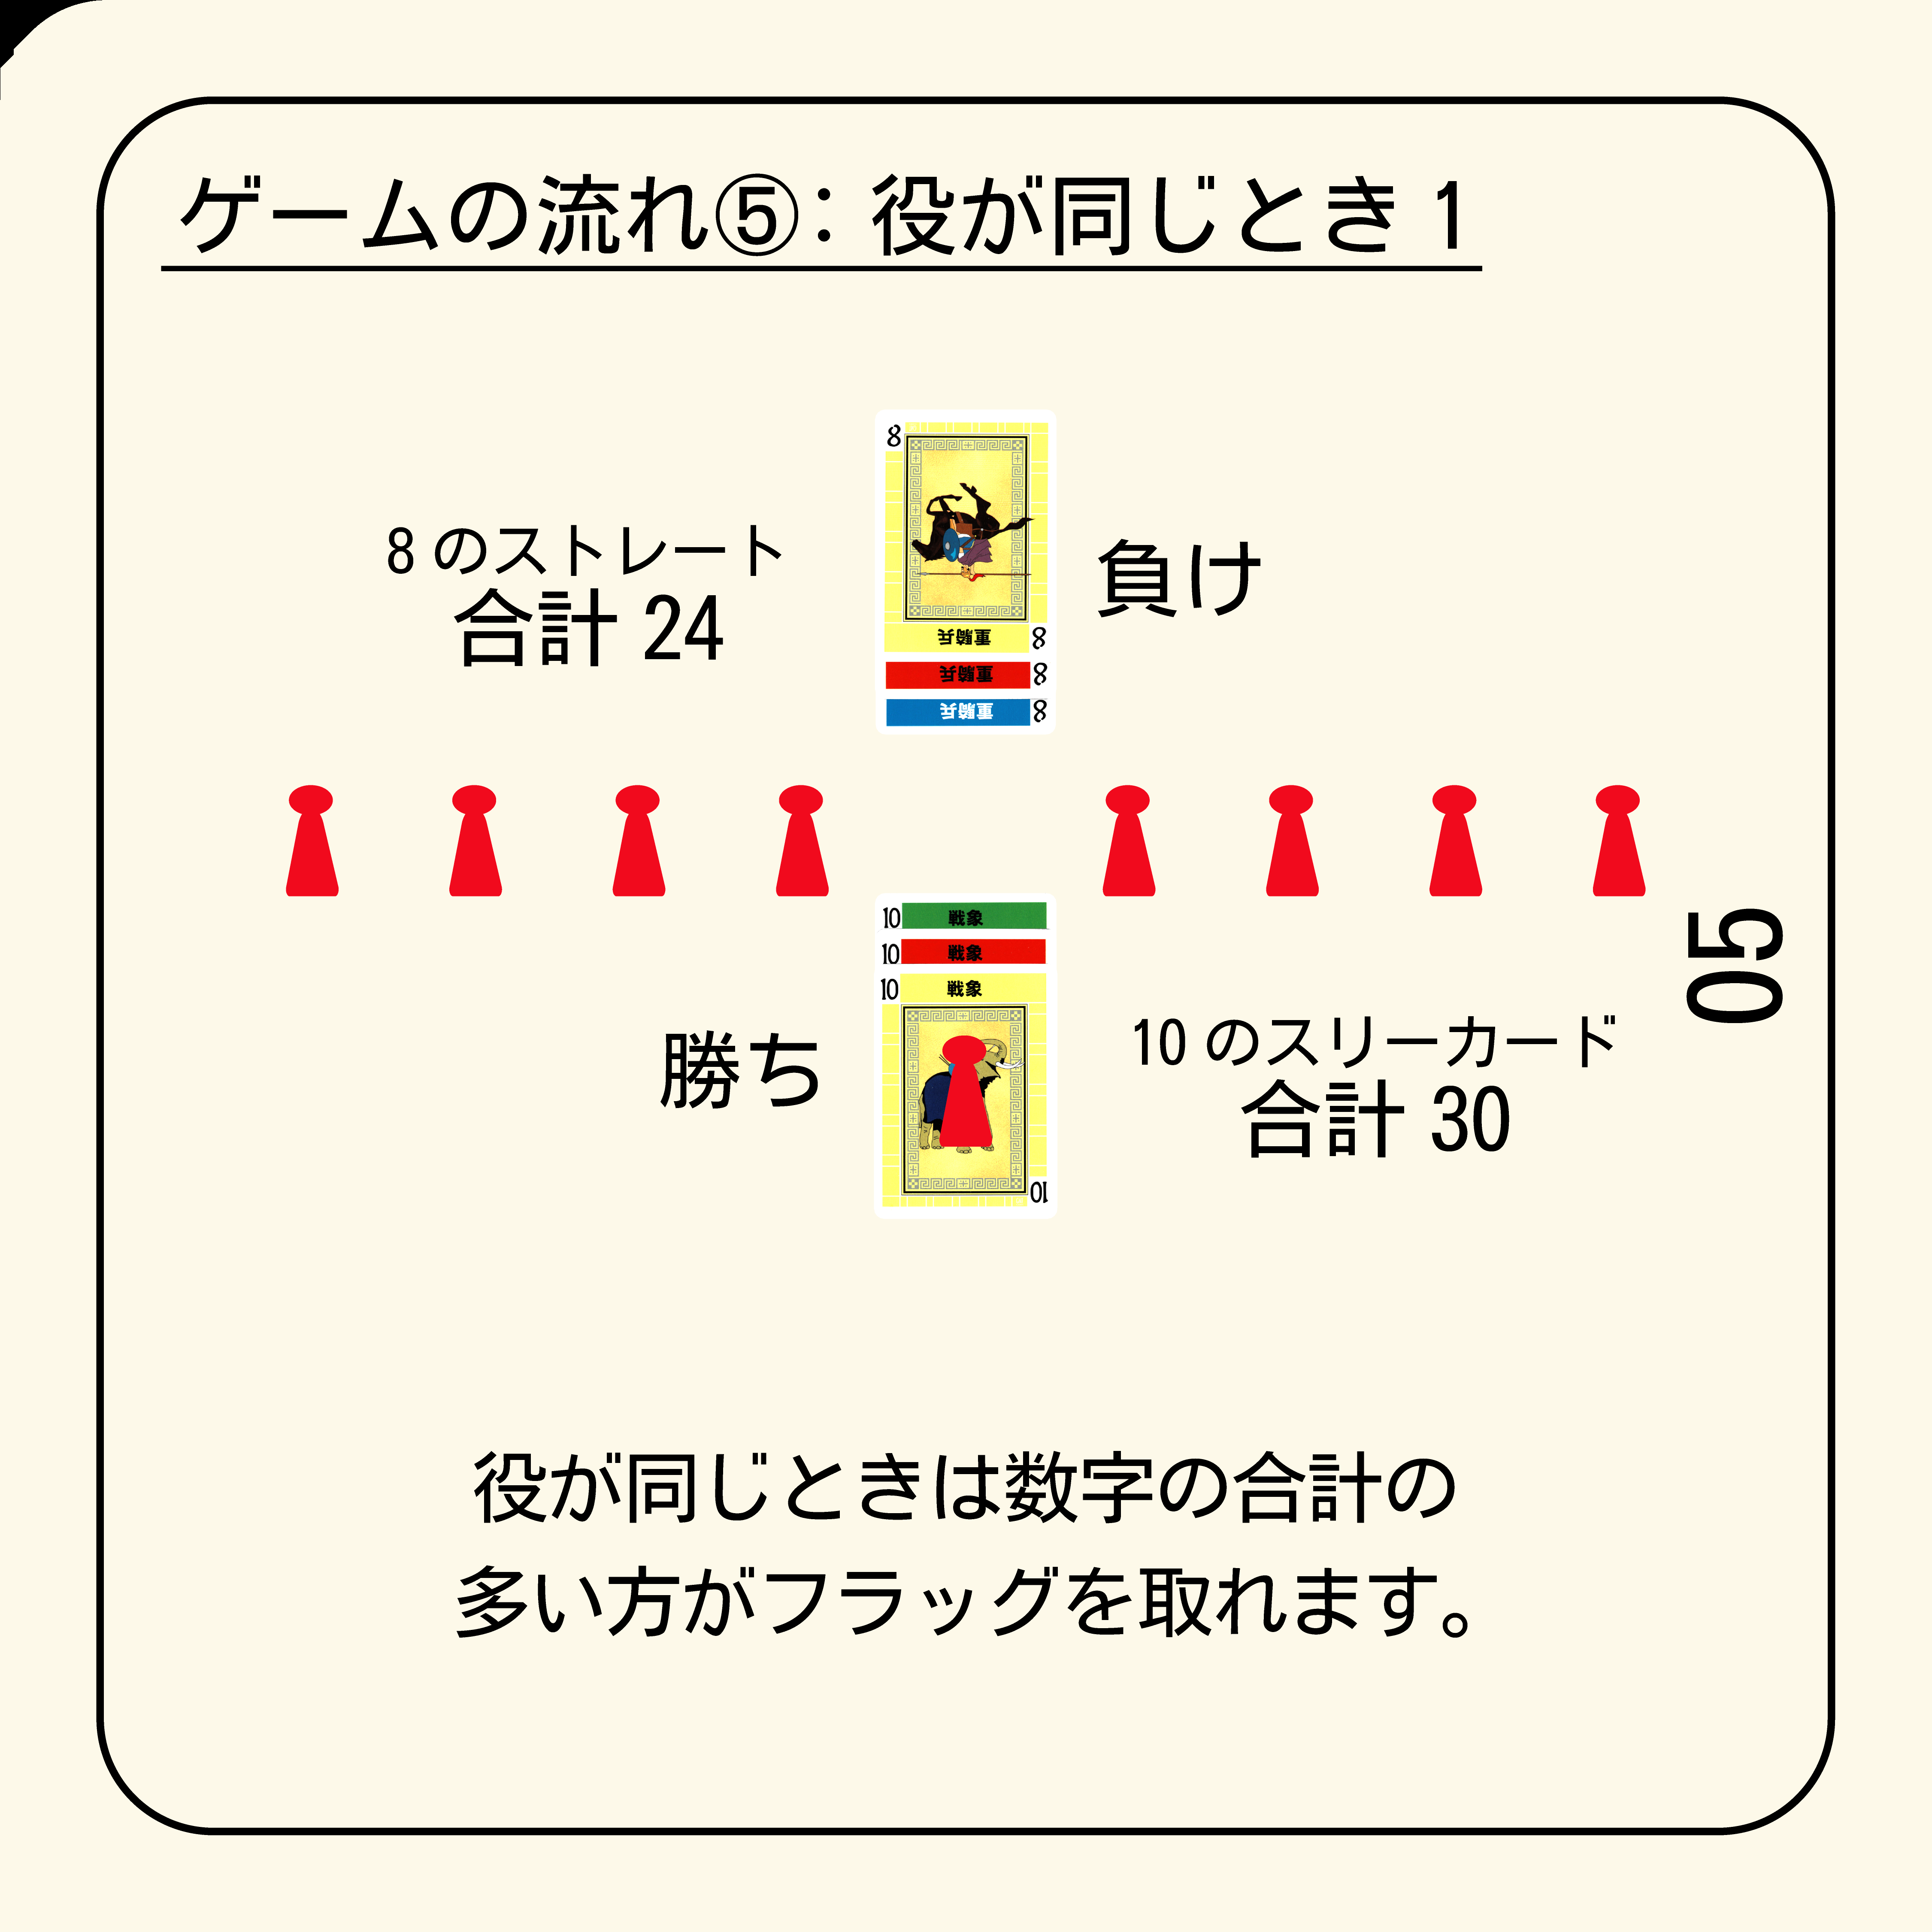 ゲームの流れ⑤：役が同じとき 1
8
8 のストレート
合計 24
負け
重騎兵 8
重騎兵 8
重騎兵 8
10 戦象
10 戦象
10 戦象
10
勝ち
10 のスリーカード
合計 30
05
役が同じときは数字の合計の
多い方がフラッグを取れます。